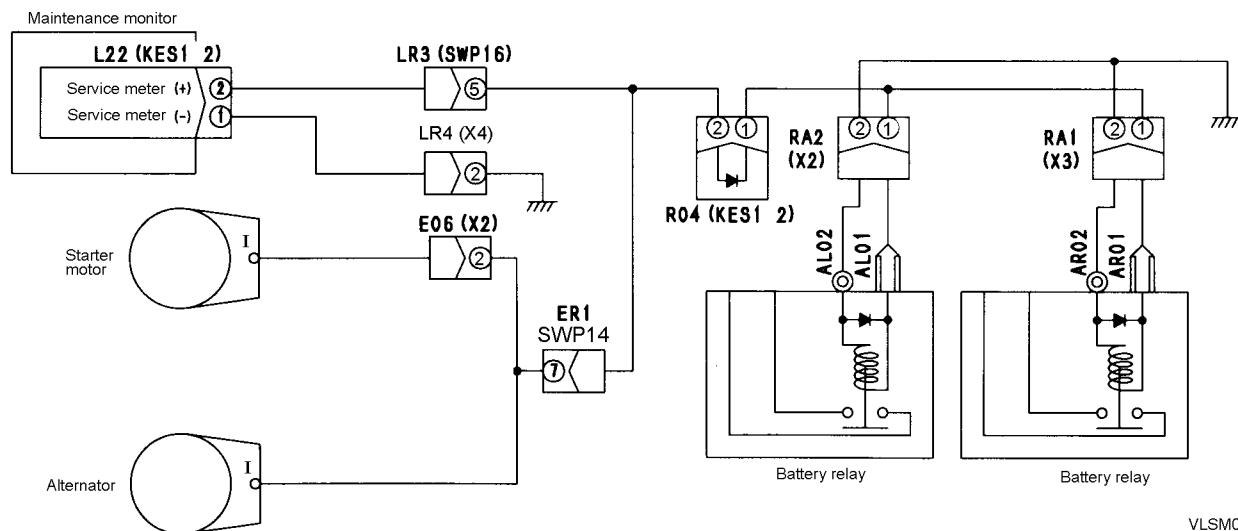 Maintenance monitor
L22 (KES1 2)
Service meter (+) 2
Service meter (-) 1
LR3 (SWP16)
5
LR4 (X4)
2
2 1
R04 (KES1 2)
RA2
(X2)
2 1
RA1
(X3)
2 1
Starter
motor
I
E06 (X2)
2
ER1
SWP14
7
AL02
AL01
AR02
AR01
Alternator
I
Battery relay
Battery relay